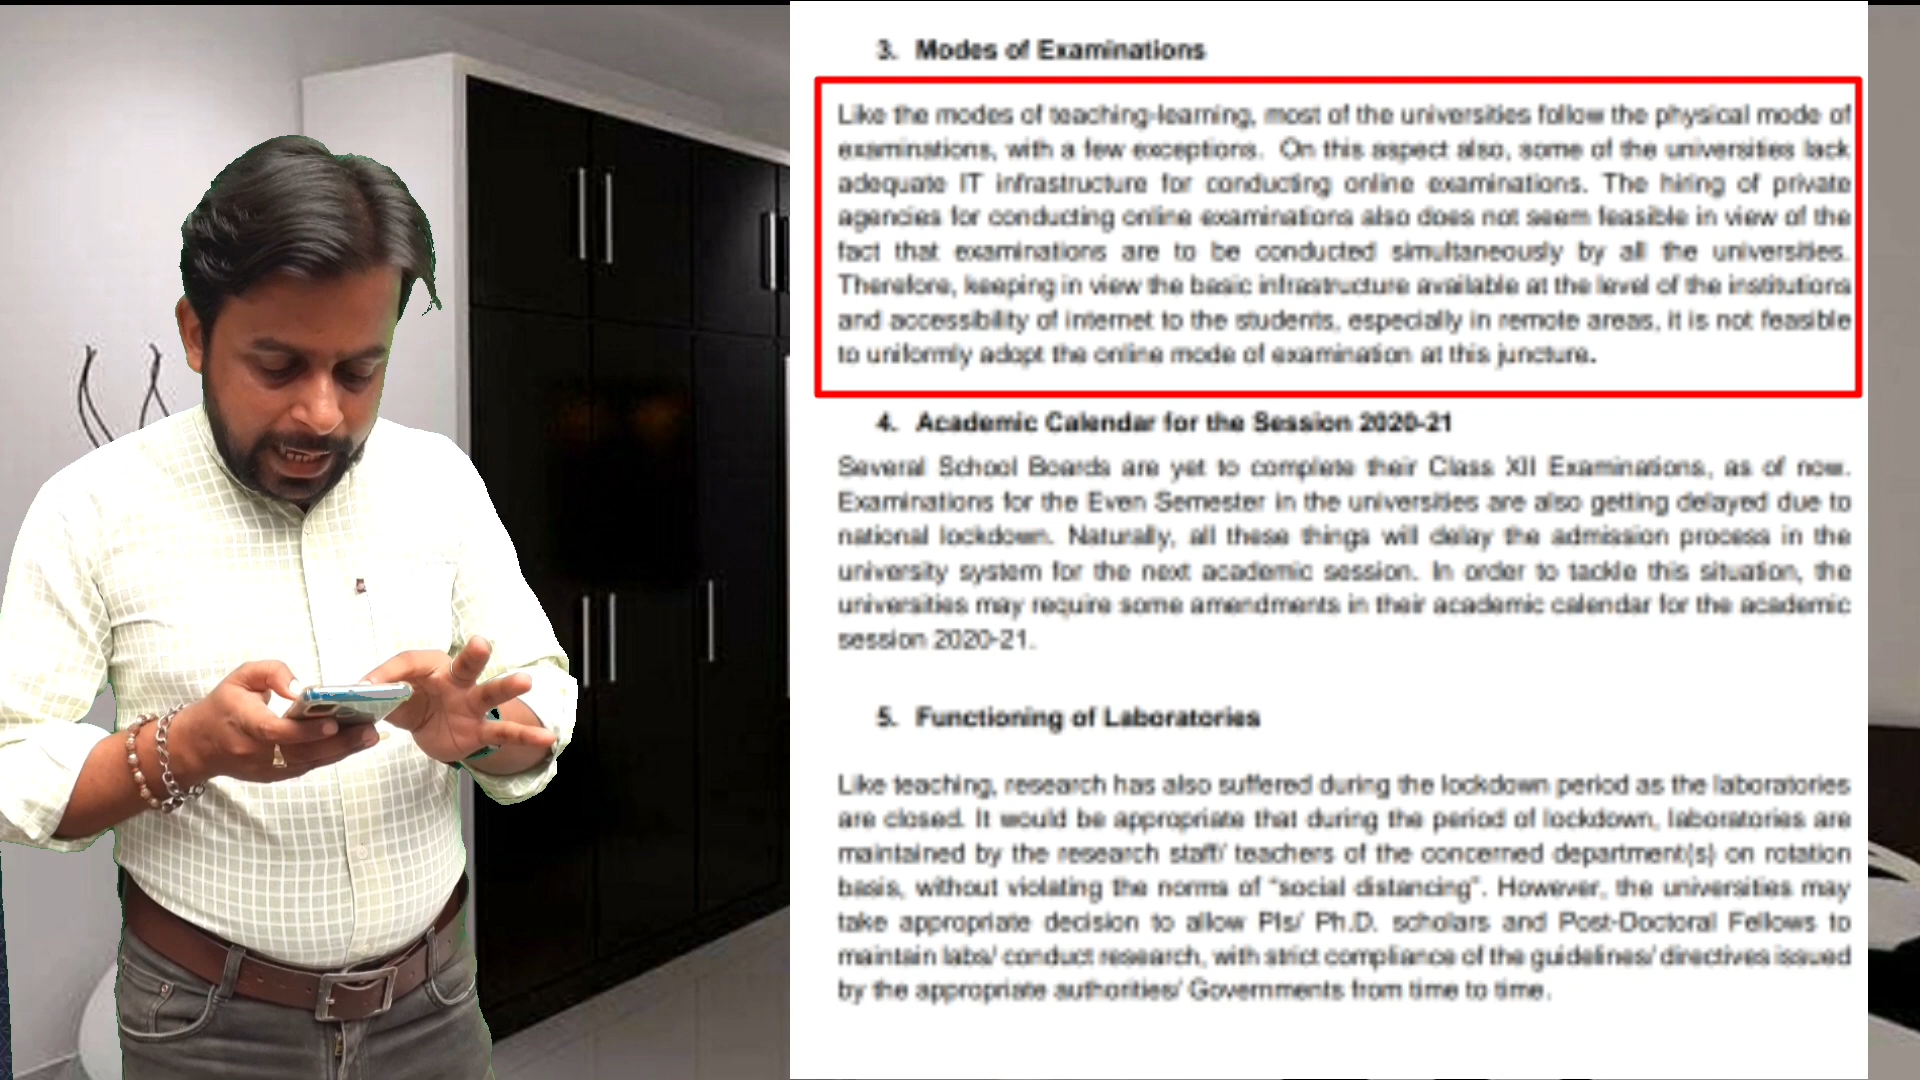 3. Modes of Examinations
Like the modes of teaching-learning, most of the universities follow the physical mode of
examinations, with a few exceptions. On this aspect also, some of the universities lack
adequate IT infrastructure for conducting online examinations. The hiring of private
agencies for conducting online examinations also does not seem feasible in view of the
fact that examinations are to be conducted simultaneously by all the universities.
Therefore, keeping in view the basic infrastructure available at the level of the institutions
and accessibility of internet to the students, especially in remote areas, it is not feasible
to uniformly adopt the online mode of examination at this juncture.
4. Academic Calendar for the Session 2020-21
Several School Boards are yet to complete their Class XII Examinations, as of now.
Examinations for the Even Semester in the universities are also getting delayed due to
national lockdown. Naturally, all these things will delay the admission process in the
university system for the next academic session. In order to tackle this situation, the
universities may require some amendments in their academic calendar for the academic
session 2020-21.
5. Functioning of Laboratories
Like teaching, research has also suffered during the lockdown period as the laboratories
are closed. It would be appropriate that during the period of lockdown, laboratories are
maintained by the research staff/ teachers of the concerned department(s) on rotation
basis, without violating the norms of "social distancing". However, the universities may
take appropriate decision to allow PIs/ Ph.D. scholars and Post-Doctoral Fellows to
maintain labs/ conduct research, with strict compliance of the guidelines/ directives issued
by the appropriate authorities/ Governments from time to time.